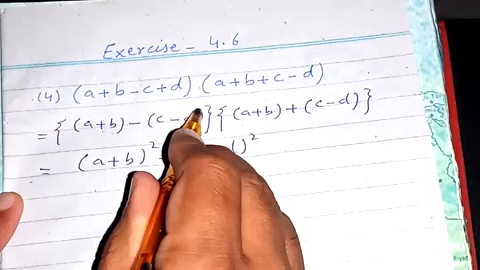 Exercise - 4.6
(4) (a+b-c+d) (a+b+c-d)
= { (a+b) - (c- } { (a+b) + (c-d) }
= (a+b)² )²